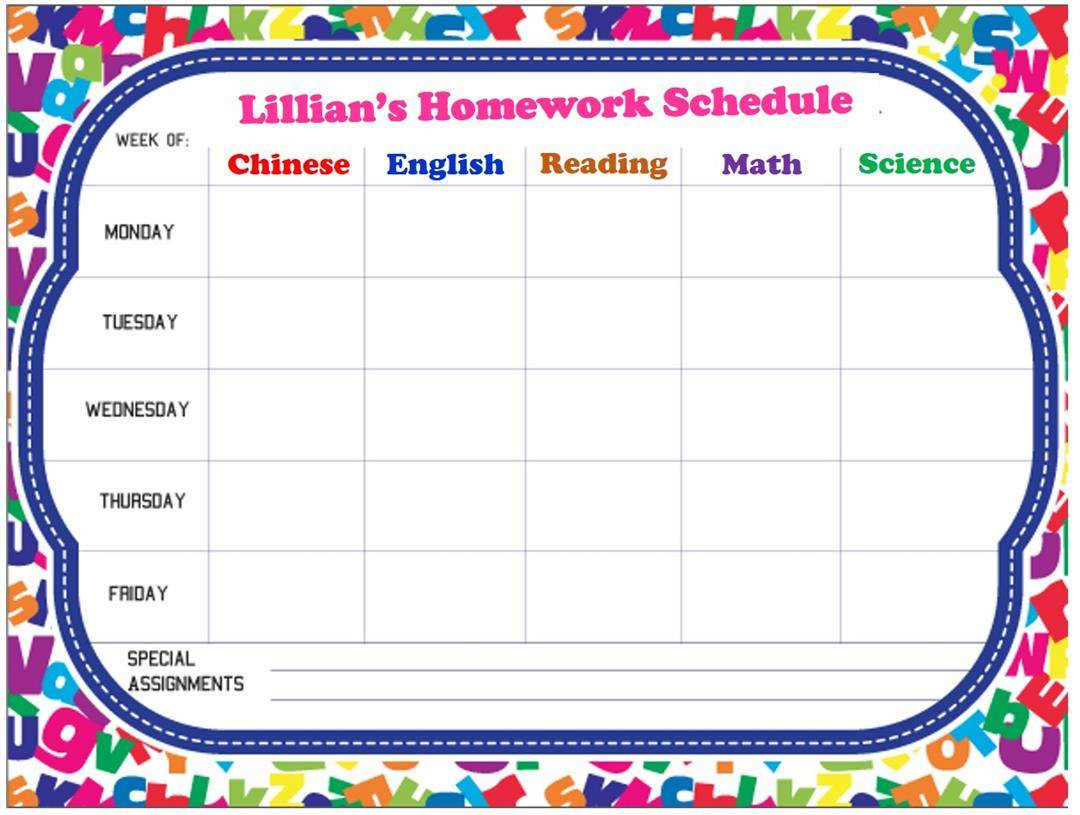 Lillian’s Homework Schedule
WEEK OF:
Chinese English Reading Math Science
MONDAY
TUESDAY
WEDNESDAY
THURSDAY
FRIDAY
SPECIAL
ASSIGNMENTS